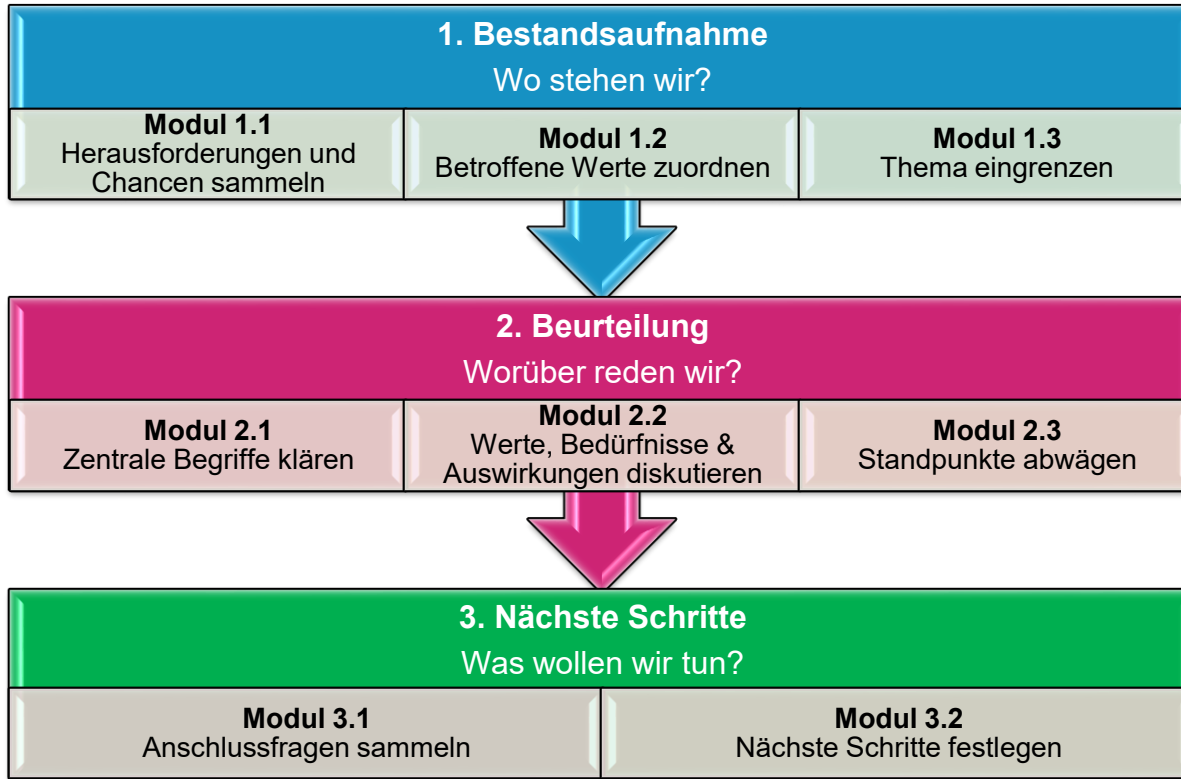 1. Bestandsaufnahme
Wo stehen wir?
Modul 1.1
Herausforderungen und
Chancen sammeln
Modul 1.2
Betroffene Werte zuordnen
Modul 1.3
Thema eingrenzen
2. Beurteilung
Worüber reden wir?
Modul 2.1
Zentrale Begriffe klären
Modul 2.2
Werte, Bedürfnisse &
Auswirkungen diskutieren
Modul 2.3
Standpunkte abwägen
3. Nächste Schritte
Was wollen wir tun?
Modul 3.1
Anschlussfragen sammeln
Modul 3.2
Nächste Schritte festlegen